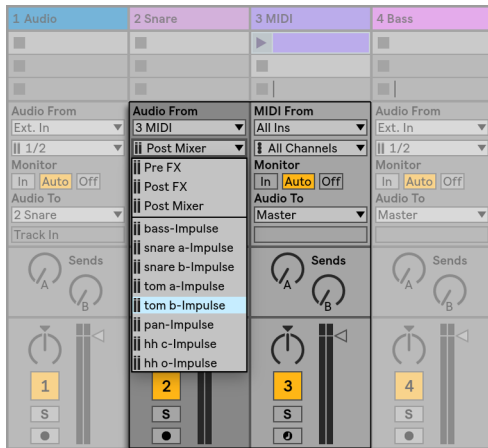 1 Audio
2 Snare
3 MIDI
4 Bass
Audio From
Ext. In
1/2
Monitor
In Auto Off
Audio To
2 Snare
Track In
Sends
A
B
1
S
Audio From
3 MIDI
Post Mixer
Pre FX
Post FX
Post Mixer
bass-Impulse
snare a-Impulse
snare b-Impulse
tom a-Impulse
tom b-Impulse
pan-Impulse
hh c-Impulse
hh o-Impulse
2
S
MIDI From
All Ins
All Channels
Monitor
In Auto Off
Audio To
Master
Sends
A
B
3
S
Audio From
Ext. In
1/2
Monitor
In Auto Off
Audio To
Master
Sends
A
B
4
S